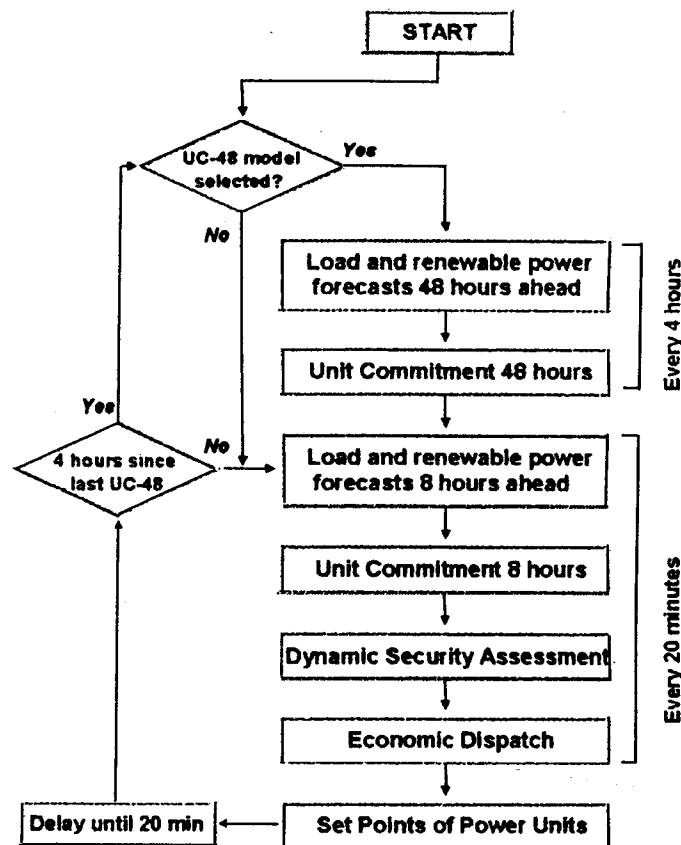 START
UC-48 model
selected?
Yes
No
Load and renewable power
forecasts 48 hours ahead
Every 4 hours
Unit Commitment 48 hours
Yes
4 hours since
last UC-48
No
Load and renewable power
forecasts 8 hours ahead
Unit Commitment 8 hours
Every 20 minutes
Dynamic Security Assessment
Economic Dispatch
Delay until 20 min
Set Points of Power Units